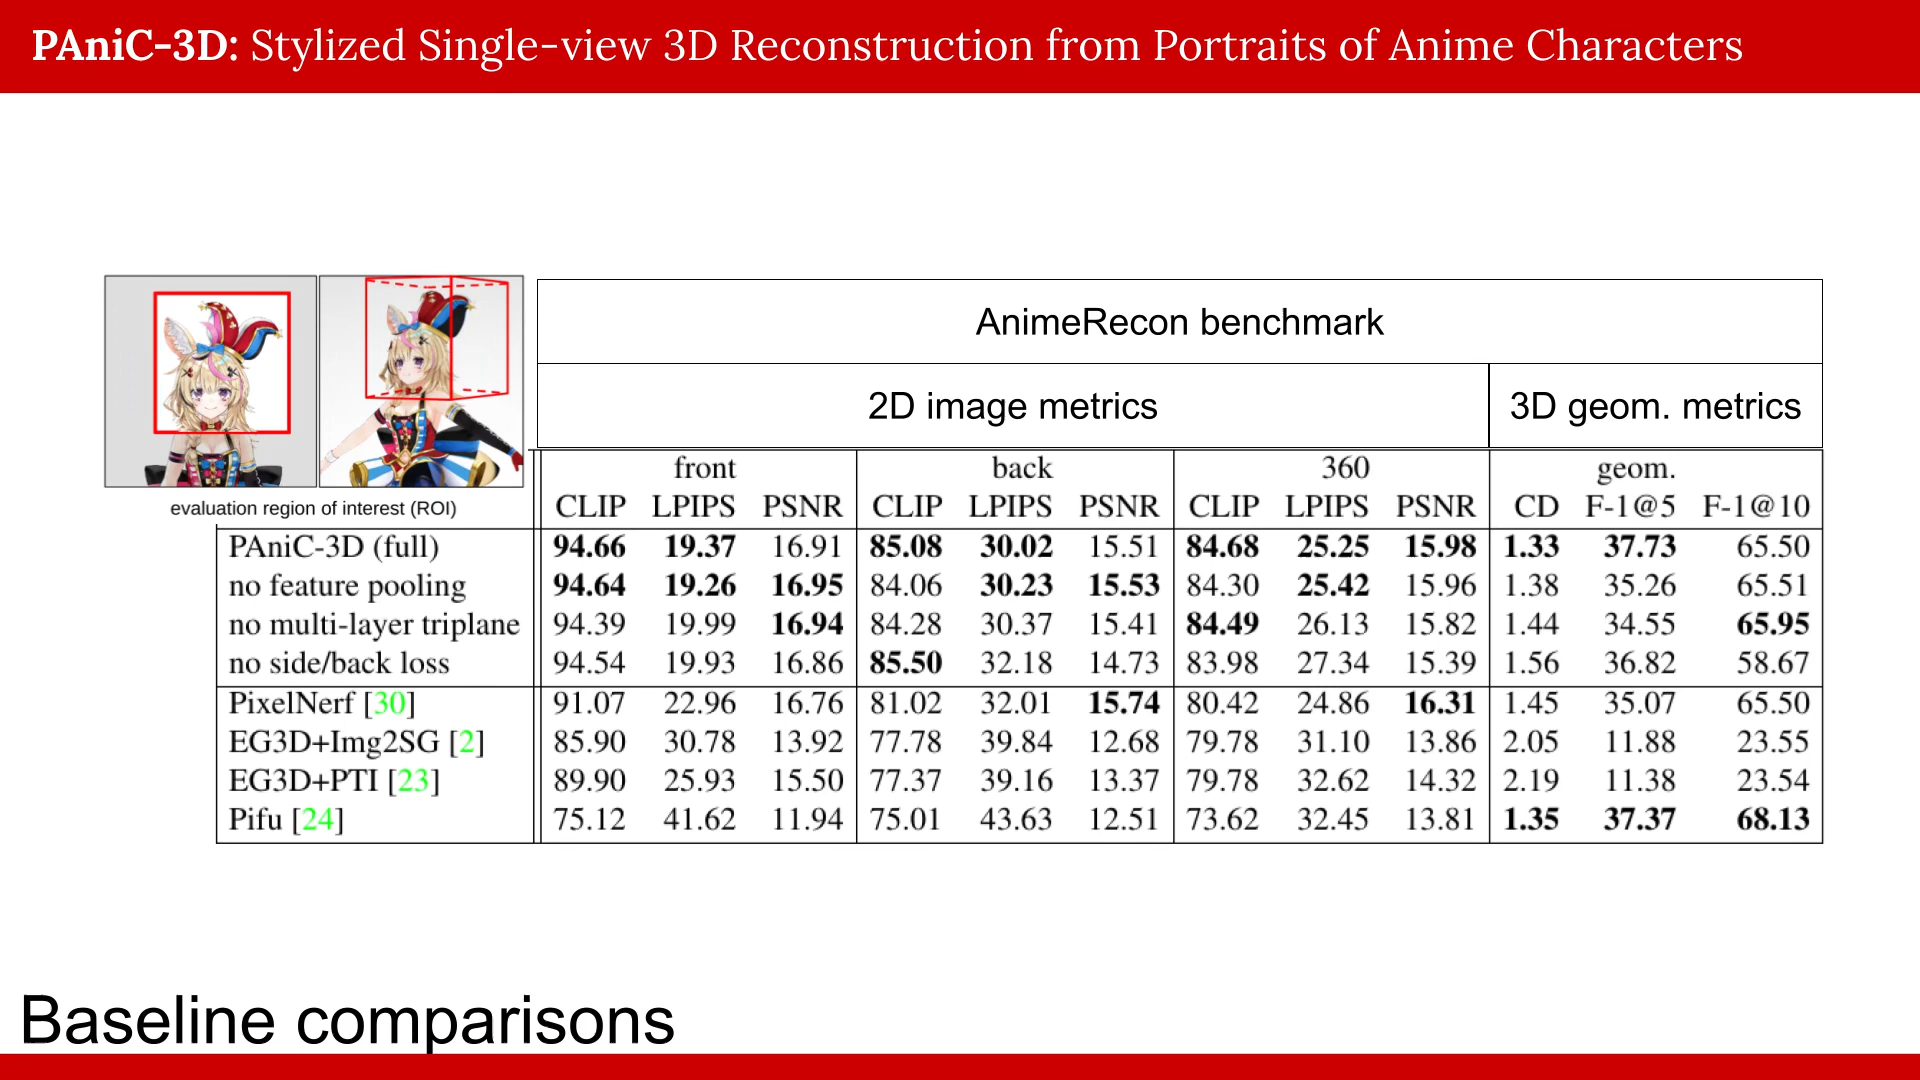 PAniC-3D: Stylized Single-view 3D Reconstruction from Portraits of Anime Characters
AnimeRecon benchmark
2D image metrics 3D geom. metrics
front back 360 geom.
evaluation region of interest (ROI) CLIP LPIPS PSNR CLIP LPIPS PSNR CLIP LPIPS PSNR CD F-1@5 F-1@10
PAniC-3D (full) 94.66 19.37 16.91 85.08 30.02 15.51 84.68 25.25 15.98 1.33 37.73 65.50
no feature pooling 94.64 19.26 16.95 84.06 30.23 15.53 84.30 25.42 15.96 1.38 35.26 65.51
no multi-layer triplane 94.39 19.99 16.94 84.28 30.37 15.41 84.49 26.13 15.82 1.44 34.55 65.95
no side/back loss 94.54 19.93 16.86 85.50 32.18 14.73 83.98 27.34 15.39 1.56 36.82 58.67
PixelNerf [30] 91.07 22.96 16.76 81.02 32.01 15.74 80.42 24.86 16.31 1.45 35.07 65.50
EG3D+Img2SG [2] 85.90 30.78 13.92 77.78 39.84 12.68 79.78 31.10 13.86 2.05 11.88 23.55
EG3D+PTI [23] 89.90 25.93 15.50 77.37 39.16 13.37 79.78 32.62 14.32 2.19 11.38 23.54
Pifu [24] 75.12 41.62 11.94 75.01 43.63 12.51 73.62 32.45 13.81 1.35 37.37 68.13
Baseline comparisons